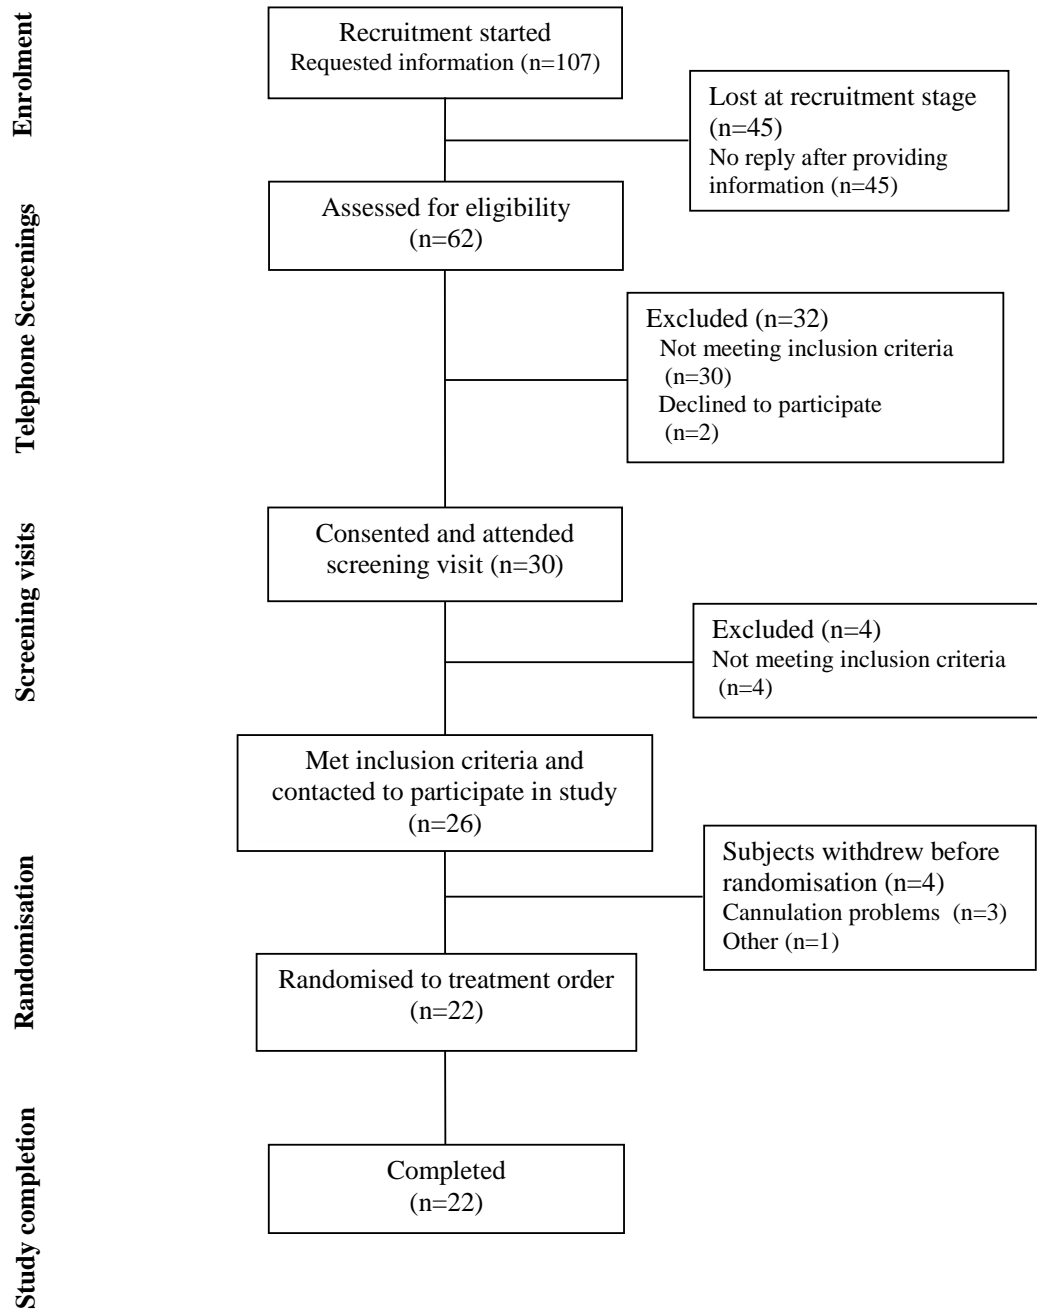 Enrolment
Recruitment started
Requested information (n=107)
Lost at recruitment stage
(n=45)
No reply after providing
information (n=45)
Telephone Screenings
Assessed for eligibility
(n=62)
Excluded (n=32)
Not meeting inclusion criteria
(n=30)
Declined to participate
(n=2)
Screening visits
Consented and attended
screening visit (n=30)
Excluded (n=4)
Not meeting inclusion criteria
(n=4)
Met inclusion criteria and
contacted to participate in study
(n=26)
Randomisation
Subjects withdrew before
randomisation (n=4)
Cannulation problems (n=3)
Other (n=1)
Randomised to treatment order
(n=22)
Study completion
Completed
(n=22)